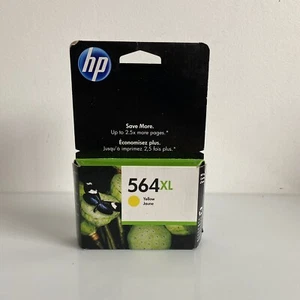 hp
Save More.
Up to 2.5x more pages.*
Économisez plus.
Jusqu'à imprimez 2,5 fois plus.*
564XL
Yellow
Jaune